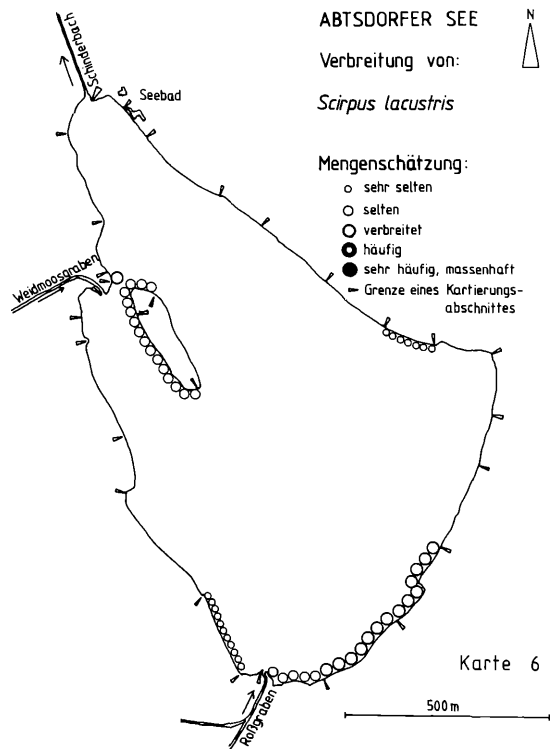 ABTSDORFER SEE
N
Verbreitung von:
Scirpus lacustris
Mengenschätzung:
sehr selten
selten
verbreitet
häufig
sehr häufig, massenhaft
Grenze eines Kartierungs-
abschnittes
Schinderbach
Seebad
Weidmoosgraben
Roßgraben
Karte 6
500m